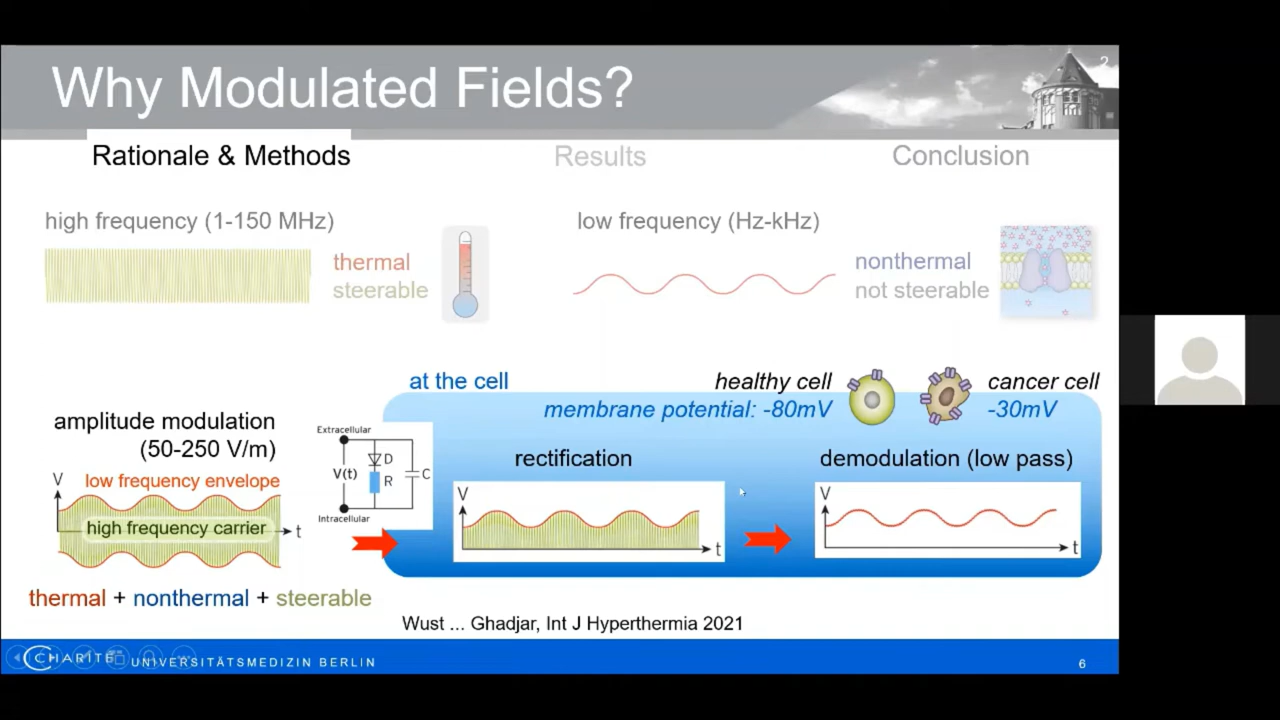 2
Why Modulated Fields?
Rationale & Methods
Results
Conclusion
high frequency (1-150 MHz)
thermal
steerable
low frequency (Hz-kHz)
nonthermal
not steerable
at the cell
healthy cell
cancer cell
membrane potential: -80mV
-30mV
amplitude modulation
(50-250 V/m)
V
low frequency envelope
high frequency carrier
t
thermal + nonthermal + steerable
Extracellular
V(t)
D
R
C
Intracellular
rectification
V
t
demodulation (low pass)
V
t
Wust ... Ghadjar, Int J Hyperthermia 2021
CHARITÉ UNIVERSITÄTSMEDIZIN BERLIN
6